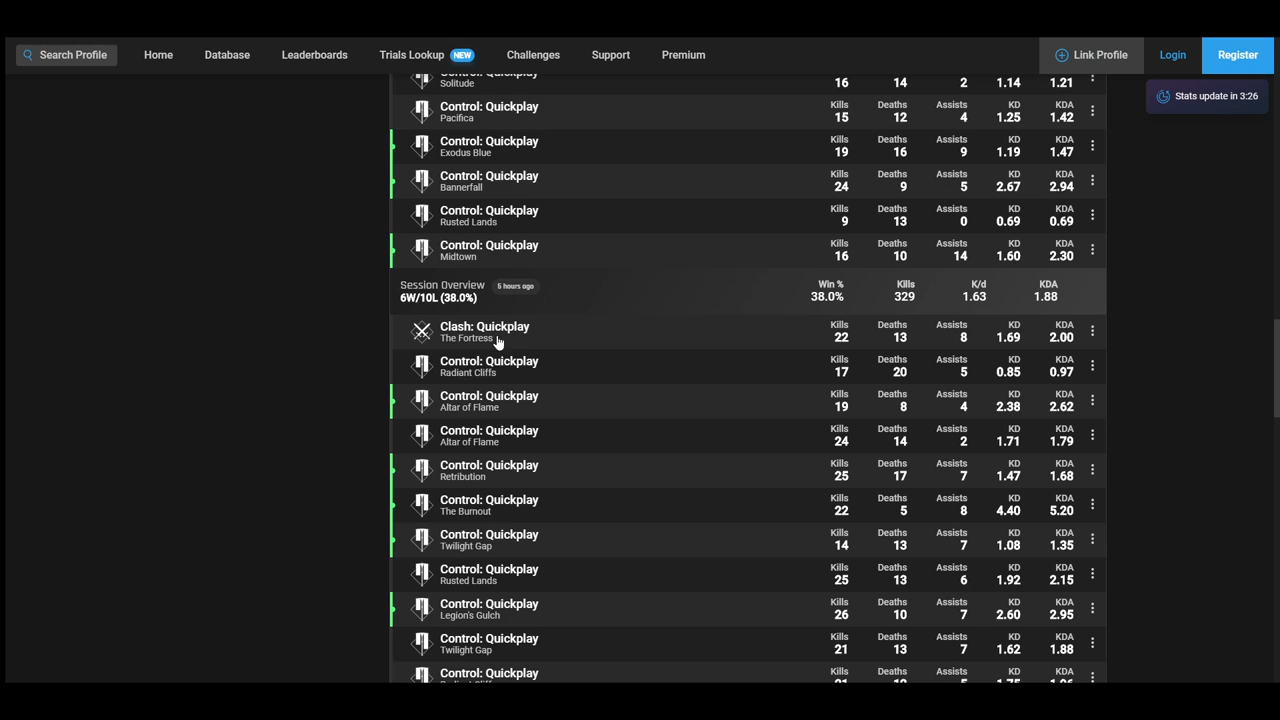 Search Profile Home Database Leaderboards Trials Lookup NEW Challenges Support Premium Link Profile Login Register
Stats update in 3:26
Control: Quickplay
Solitude 16 14 2 1.14 1.21
Control: Quickplay Kills Deaths Assists KD KDA
Pacifica 15 12 4 1.25 1.42
Control: Quickplay Kills Deaths Assists KD KDA
Exodus Blue 19 16 9 1.19 1.47
Control: Quickplay Kills Deaths Assists KD KDA
Bannerfall 24 9 5 2.67 2.94
Control: Quickplay Kills Deaths Assists KD KDA
Rusted Lands 9 13 0 0.69 0.69
Control: Quickplay Kills Deaths Assists KD KDA
Midtown 16 10 14 1.60 2.30
Session Overview 5 hours ago Win % Kills K/d KDA
6W/10L (38.0%) 38.0% 329 1.63 1.88
Clash: Quickplay Kills Deaths Assists KD KDA
The Fortress 22 13 8 1.69 2.00
Control: Quickplay Kills Deaths Assists KD KDA
Radiant Cliffs 17 20 5 0.85 0.97
Control: Quickplay Kills Deaths Assists KD KDA
Altar of Flame 19 8 4 2.38 2.62
Control: Quickplay Kills Deaths Assists KD KDA
Altar of Flame 24 14 2 1.71 1.79
Control: Quickplay Kills Deaths Assists KD KDA
Retribution 25 17 7 1.47 1.68
Control: Quickplay Kills Deaths Assists KD KDA
The Burnout 22 5 8 4.40 5.20
Control: Quickplay Kills Deaths Assists KD KDA
Twilight Gap 14 13 7 1.08 1.35
Control: Quickplay Kills Deaths Assists KD KDA
Rusted Lands 25 13 6 1.92 2.15
Control: Quickplay Kills Deaths Assists KD KDA
Legion's Gulch 26 10 7 2.60 2.95
Control: Quickplay Kills Deaths Assists KD KDA
Twilight Gap 21 13 7 1.62 1.88
Control: Quickplay Kills Deaths Assists KD KDA